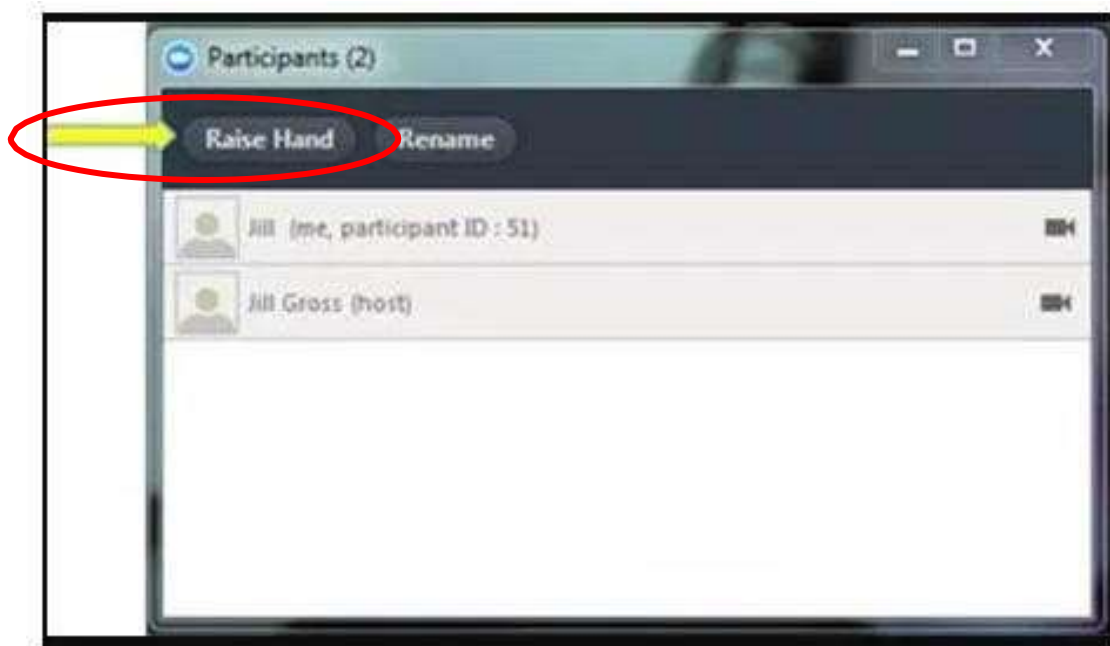 Participants (2)
Raise Hand Rename
Jill (me, participant ID : 51)
Jill Gross (host)